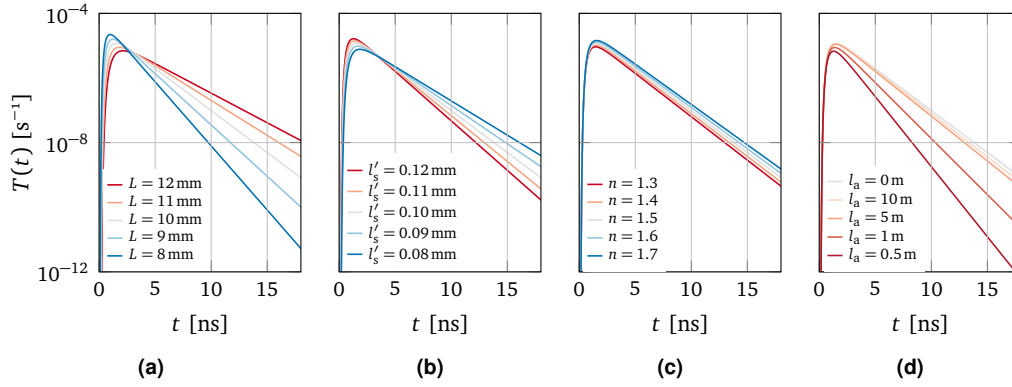 T(t) [s⁻¹]
10⁻⁴
10⁻⁸
10⁻¹²
L = 12 mm
L = 11 mm
L = 10 mm
L = 9 mm
L = 8 mm
0 5 10 15
t [ns]
(a)
l′ₛ = 0.12 mm
l′ₛ = 0.11 mm
l′ₛ = 0.10 mm
l′ₛ = 0.09 mm
l′ₛ = 0.08 mm
0 5 10 15
t [ns]
(b)
n = 1.3
n = 1.4
n = 1.5
n = 1.6
n = 1.7
0 5 10 15
t [ns]
(c)
lₐ = 0 m
lₐ = 10 m
lₐ = 5 m
lₐ = 1 m
lₐ = 0.5 m
0 5 10 15
t [ns]
(d)